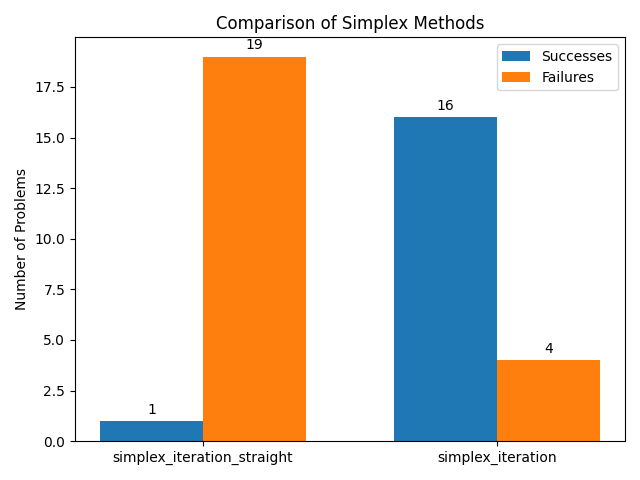 Comparison of Simplex Methods
Successes
Failures
19
16
1
4
Number of Problems
17.5
15.0
12.5
10.0
7.5
5.0
2.5
0.0
simplex_iteration_straight
simplex_iteration